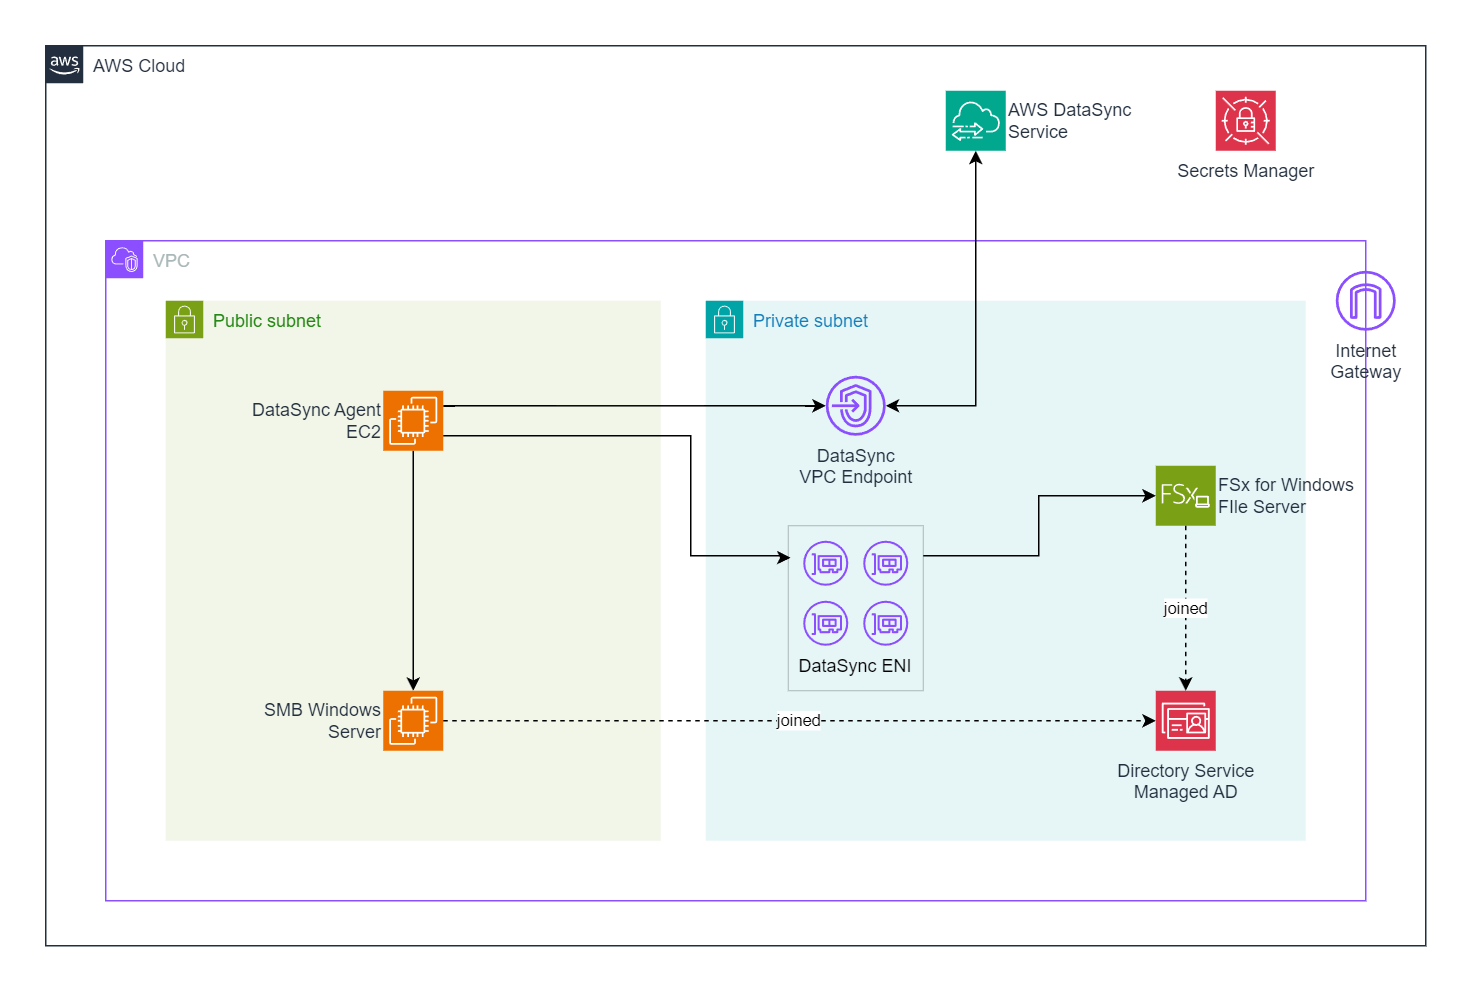 aws
AWS Cloud
AWS DataSync
Service
Secrets Manager
VPC
Internet
Gateway
Public subnet
Private subnet
DataSync Agent
EC2
DataSync
VPC Endpoint
FSx
FSx for Windows
FIle Server
DataSync ENI
joined
SMB Windows
Server
joined
Directory Service
Managed AD